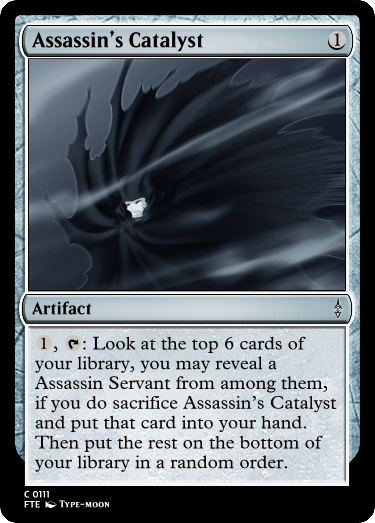 Assassin's Catalyst 1
Artifact
1, : Look at the top 6 cards of
your library, you may reveal a
Assassin Servant from among them,
if you do sacrifice Assassin's Catalyst
and put that card into your hand.
Then put the rest on the bottom of
your library in a random order.
C 0111
FTE Type-moon